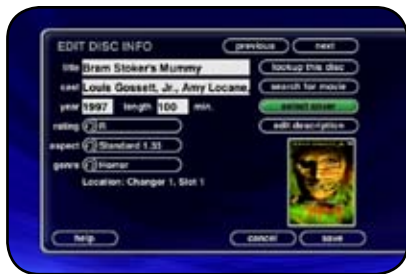 EDIT DISC INFO previous next
title Bram Stoker's Mummy lookup this disc
cast Louis Gossett, Jr., Amy Locane, search for movie
year 1997 length 100 min. select cover
rating R edit description
aspect Standard 1.33
genre Horror
Location: Changer 1, Slot 1
help cancel save